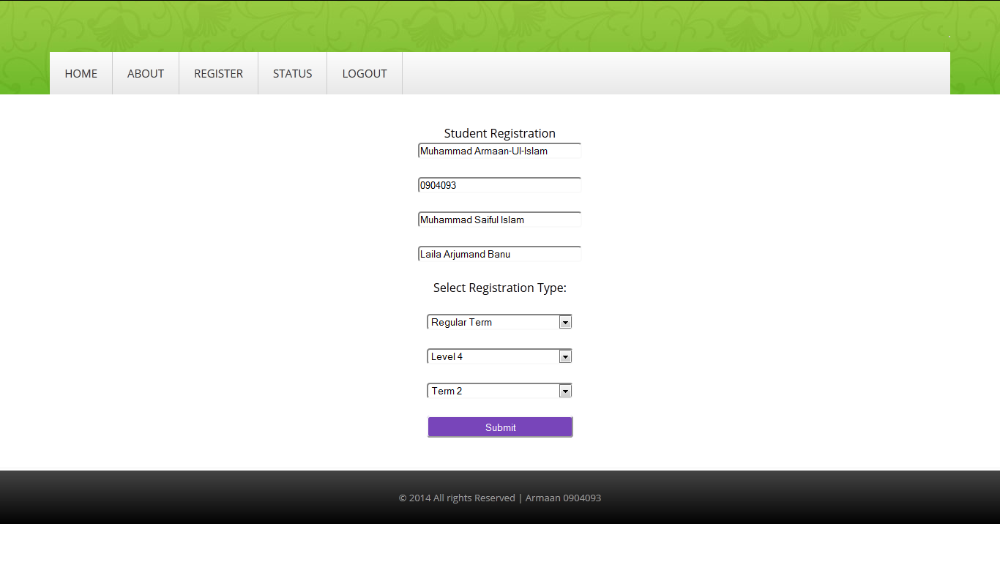 HOME ABOUT REGISTER STATUS LOGOUT
Student Registration
Muhammad Armaan-Ul-Islam
0904093
Muhammad Saiful Islam
Laila Arjumand Banu
Select Registration Type:
Regular Term
Level 4
Term 2
Submit
© 2014 All rights Reserved | Armaan 0904093